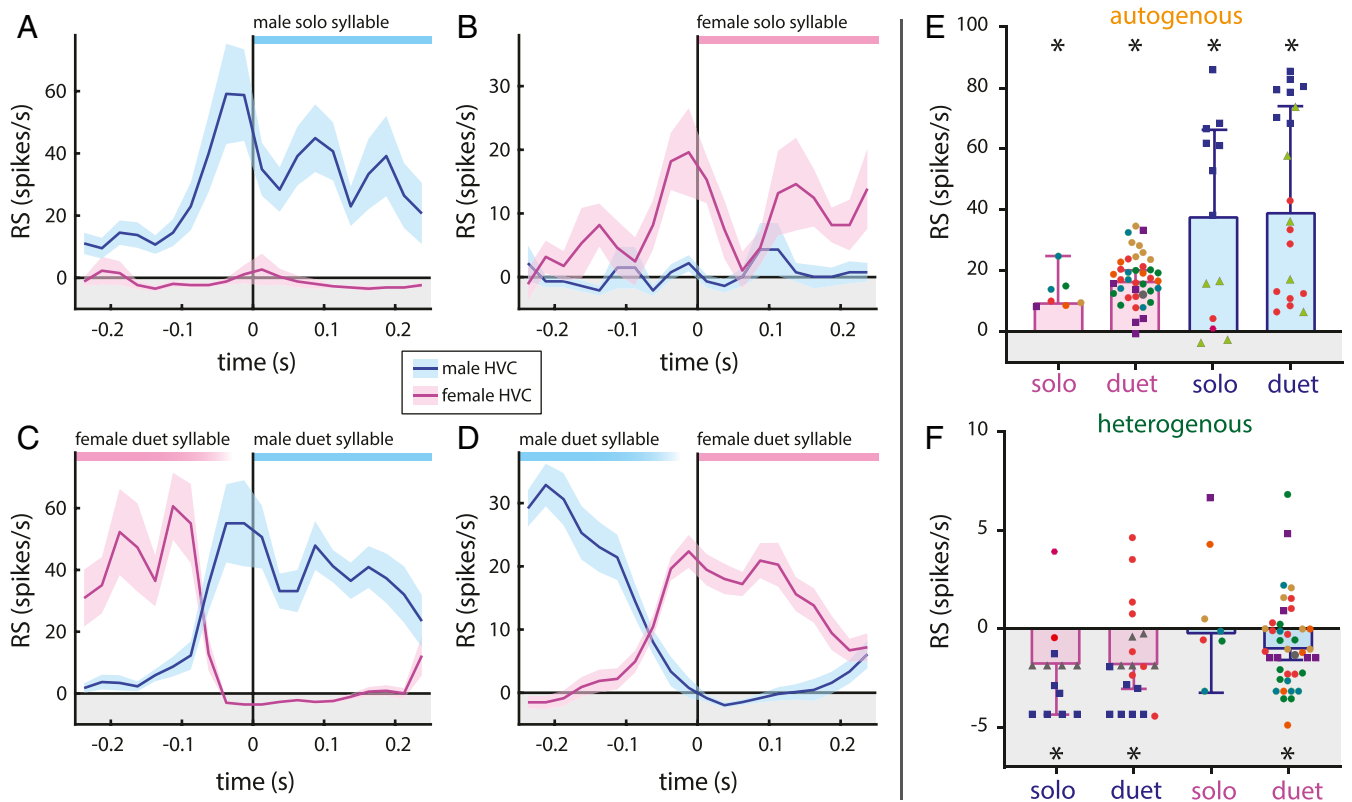 A
male solo syllable
RS (spikes/s)
60
40
20
0
-0.2
-0.1
0
0.1
0.2
time (s)
B
female solo syllable
RS (spikes/s)
30
20
10
0
-0.2
-0.1
0
0.1
0.2
time (s)
male HVC
female HVC
C
female duet syllable
male duet syllable
RS (spikes/s)
60
40
20
0
-0.2
-0.1
0
0.1
0.2
time (s)
D
male duet syllable
female duet syllable
RS (spikes/s)
30
20
10
0
-0.2
-0.1
0
0.1
0.2
time (s)
E
autogenous
RS (spikes/s)
100
80
60
40
20
0
* * * *
solo duet solo duet
F
heterogenous
RS (spikes/s)
10
5
0
-5
* * *
solo duet solo duet